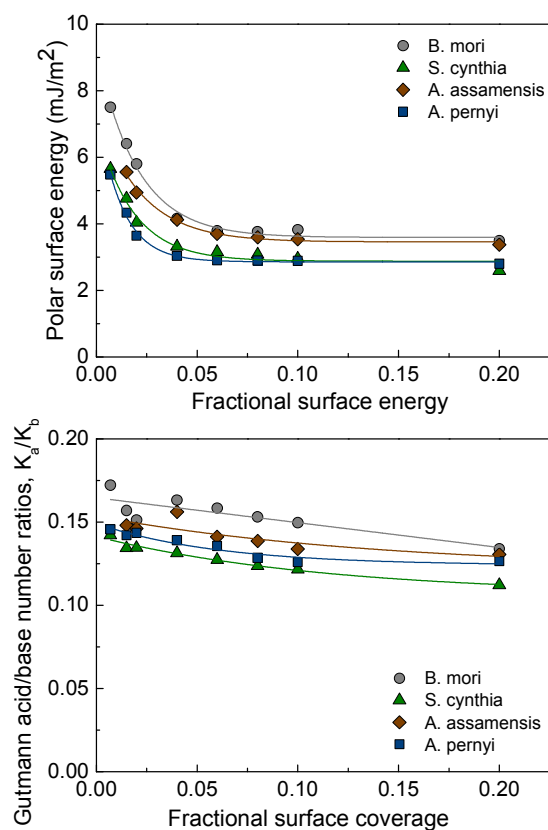 10
8
6
4
2
0
Polar surface energy (mJ/m²)
B. mori
S. cynthia
A. assamensis
A. pernyi
0.00 0.05 0.10 0.15 0.20
Fractional surface energy
0.20
0.15
0.10
0.05
0.00
Gutmann acid/base number ratios, Kₐ/K_b
B. mori
S. cynthia
A. assamensis
A. pernyi
0.00 0.05 0.10 0.15 0.20
Fractional surface coverage